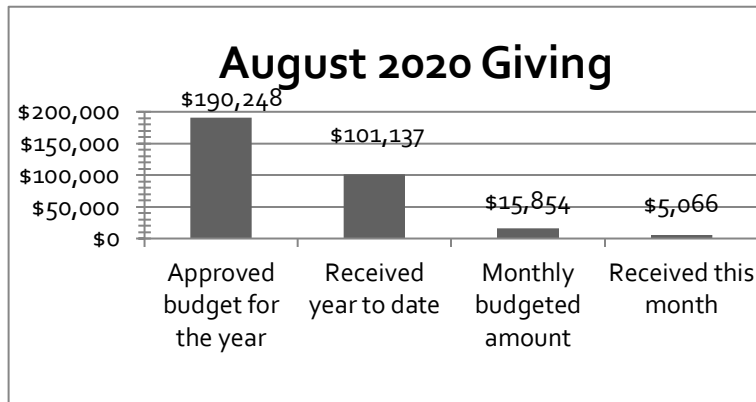 August 2020 Giving
$190,248
$101,137
$15,854
$5,066
$200,000
$150,000
$100,000
$50,000
$0
Approved
budget for
the year
Received
year to date
Monthly
budgeted
amount
Received this
month